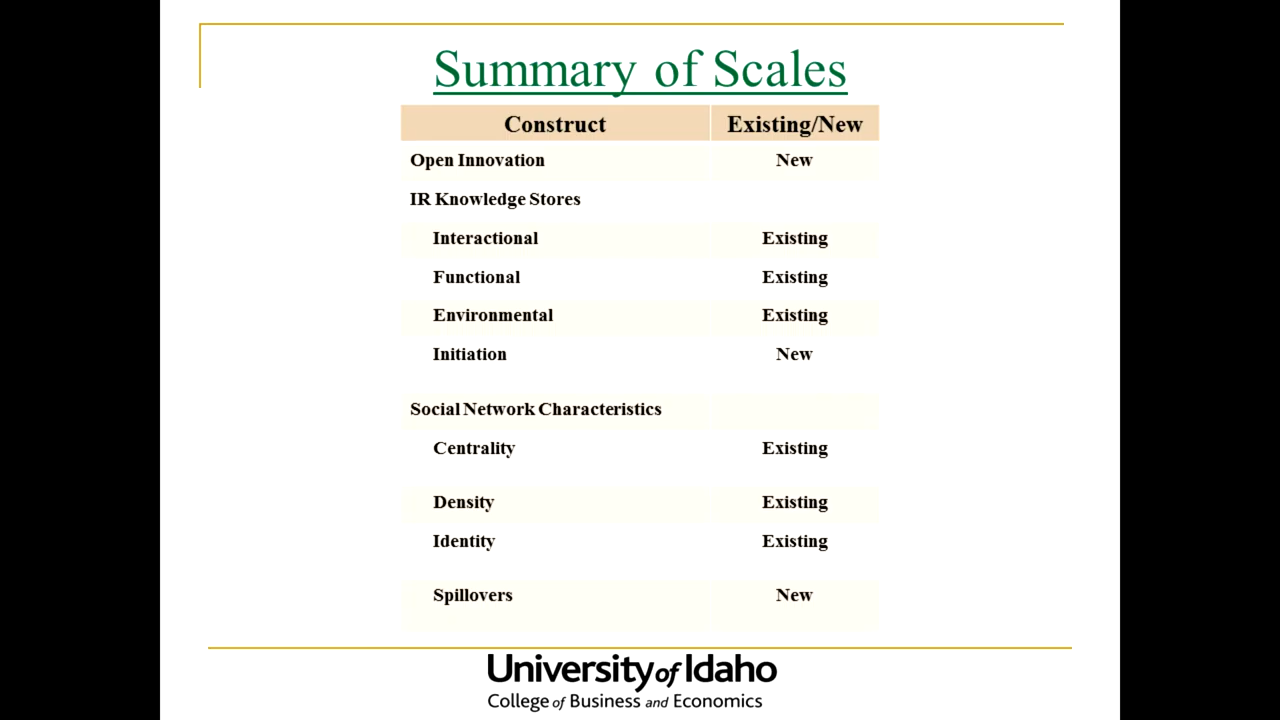 Summary of Scales
Construct Existing/New
Open Innovation New
IR Knowledge Stores
Interactional Existing
Functional Existing
Environmental Existing
Initiation New
Social Network Characteristics
Centrality Existing
Density Existing
Identity Existing
Spillovers New
University of Idaho
College of Business and Economics